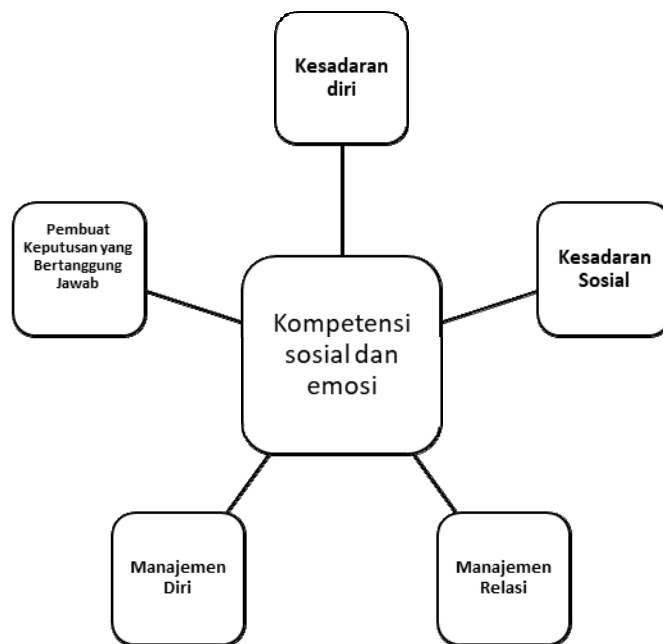 Kesadaran
diri
Pembuat
Keputusan yang
Bertanggung
Jawab
Kesadaran
Sosial
Kompetensi
sosial dan
emosi
Manajemen
Diri
Manajemen
Relasi